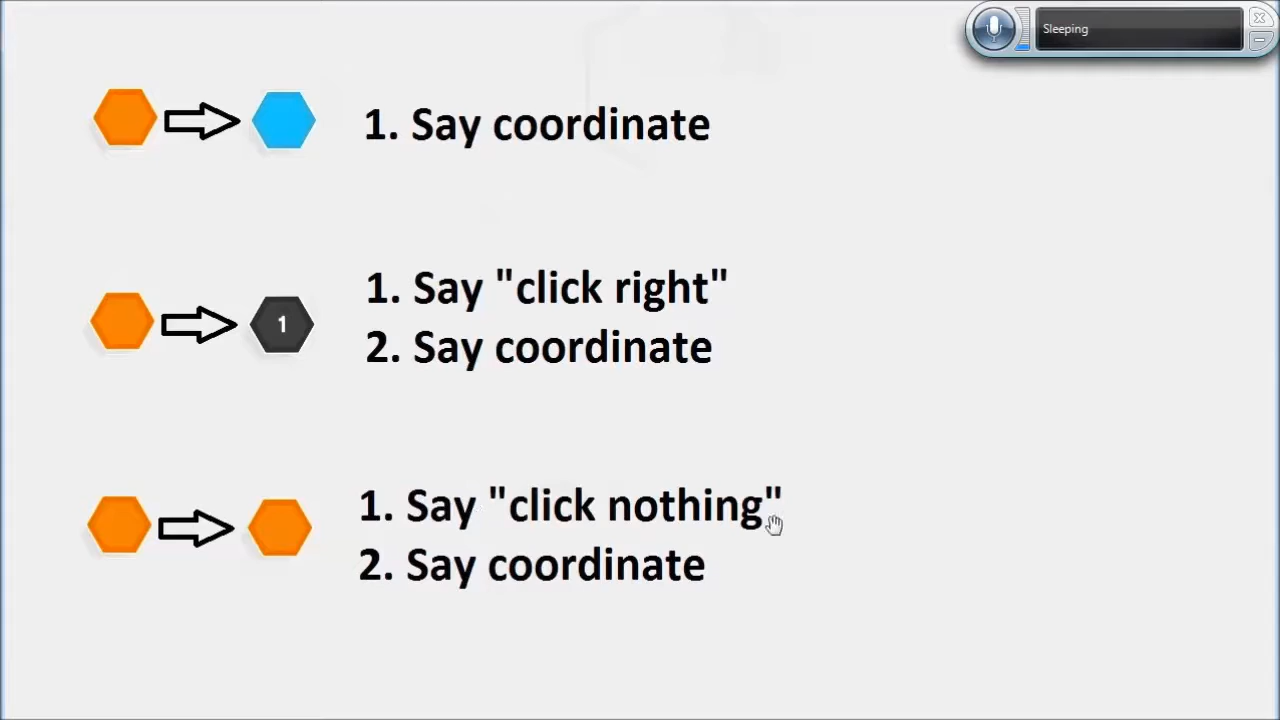 Sleeping
1. Say coordinate
1. Say "click right"
1
2. Say coordinate
1. Say "click nothing"
2. Say coordinate